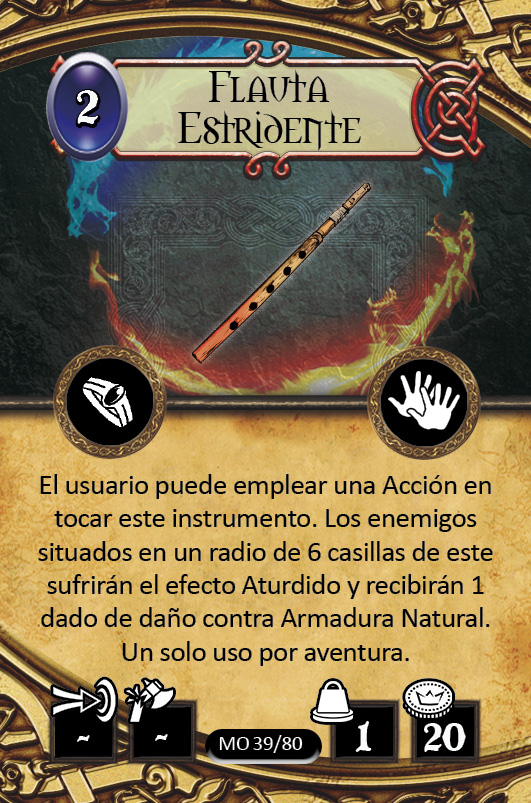 2
Flauta
Estridente
El usuario puede emplear una Acción en
tocar este instrumento. Los enemigos
situados en un radio de 6 casillas de este
sufrirán el efecto Aturdido y recibirán 1
dado de daño contra Armadura Natural.
Un solo uso por aventura.
~
~
MO 39/80
1
20